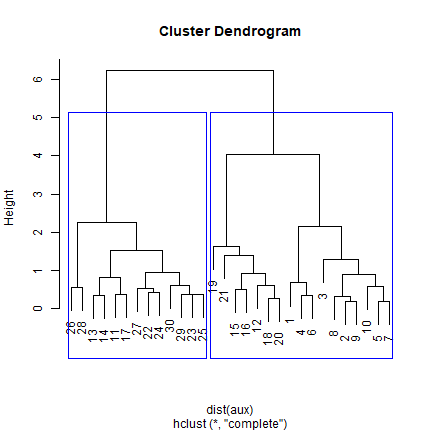 Cluster Dendrogram
Height
6
5
4
3
2
1
0
26 28 13 14 11 17 27 22 24 30 29 23 25 19 21 15 16 12 18 20 1 4 6 3 8 2 9 10 5 7
dist(aux)
hclust (*, "complete")